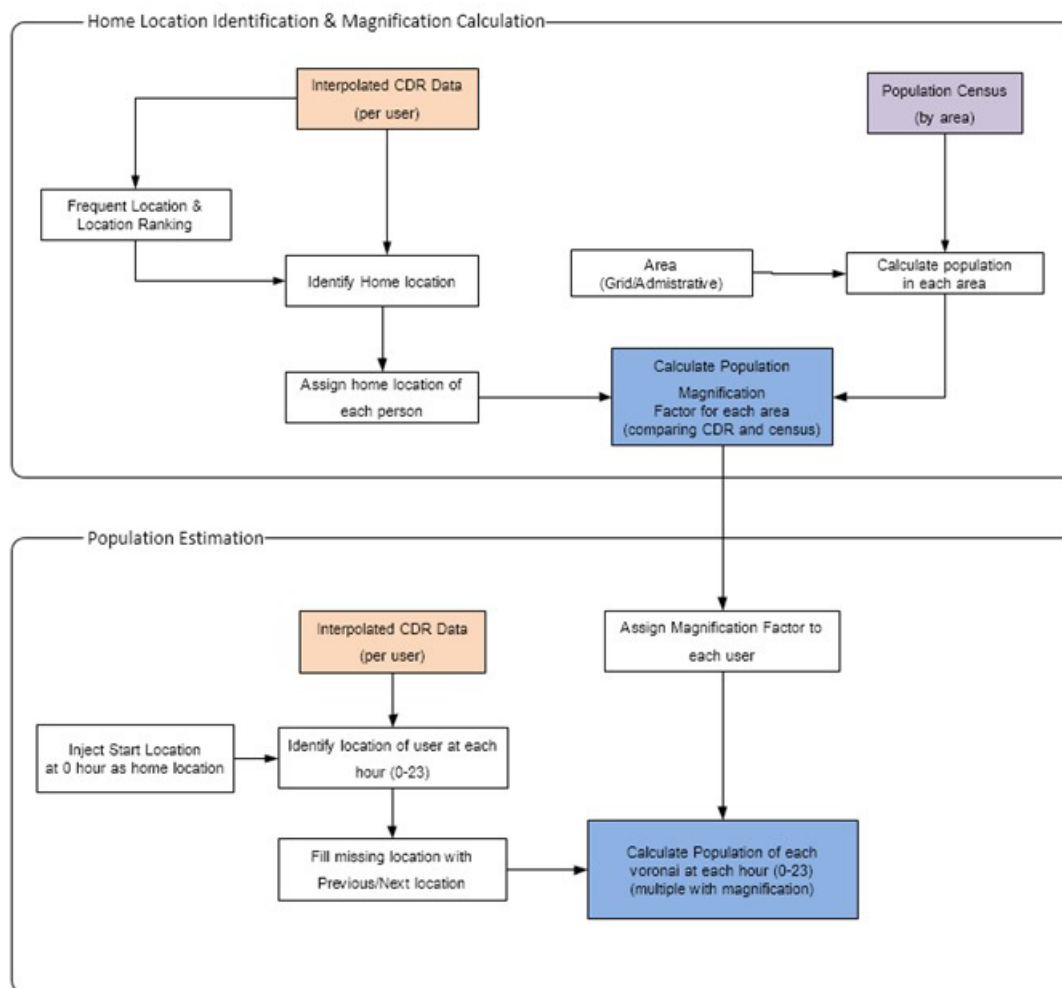 Home Location Identification & Magnification Calculation
Interpolated CDR Data
(per user)
Population Census
(by area)
Frequent Location &
Location Ranking
Identify Home location
Area
(Grid/Admistrative)
Calculate population
in each area
Assign home location of
each person
Calculate Population
Magnification
Factor for each area
(comparing CDR and census)
Population Estimation
Interpolated CDR Data
(per user)
Assign Magnification Factor to
each user
Inject Start Location
at 0 hour as home location
Identify location of user at each
hour (0-23)
Fill missing location with
Previous/Next location
Calculate Population of each
voronai at each hour (0-23)
(multiple with magnification)